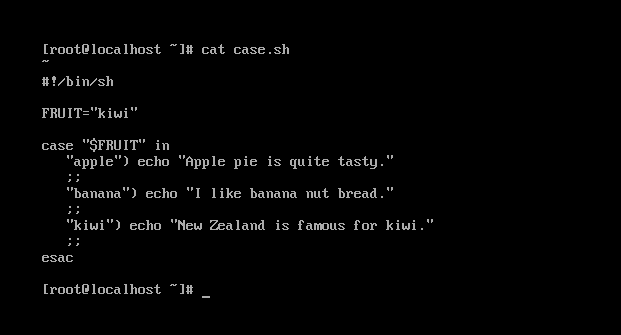 [root@localhost ~]# cat case.sh
~
#!/bin/sh
FRUIT="kiwi"
case "$FRUIT" in
"apple") echo "Apple pie is quite tasty."
;;
"banana") echo "I like banana nut bread."
;;
"kiwi") echo "New Zealand is famous for kiwi."
;;
esac
[root@localhost ~]# _